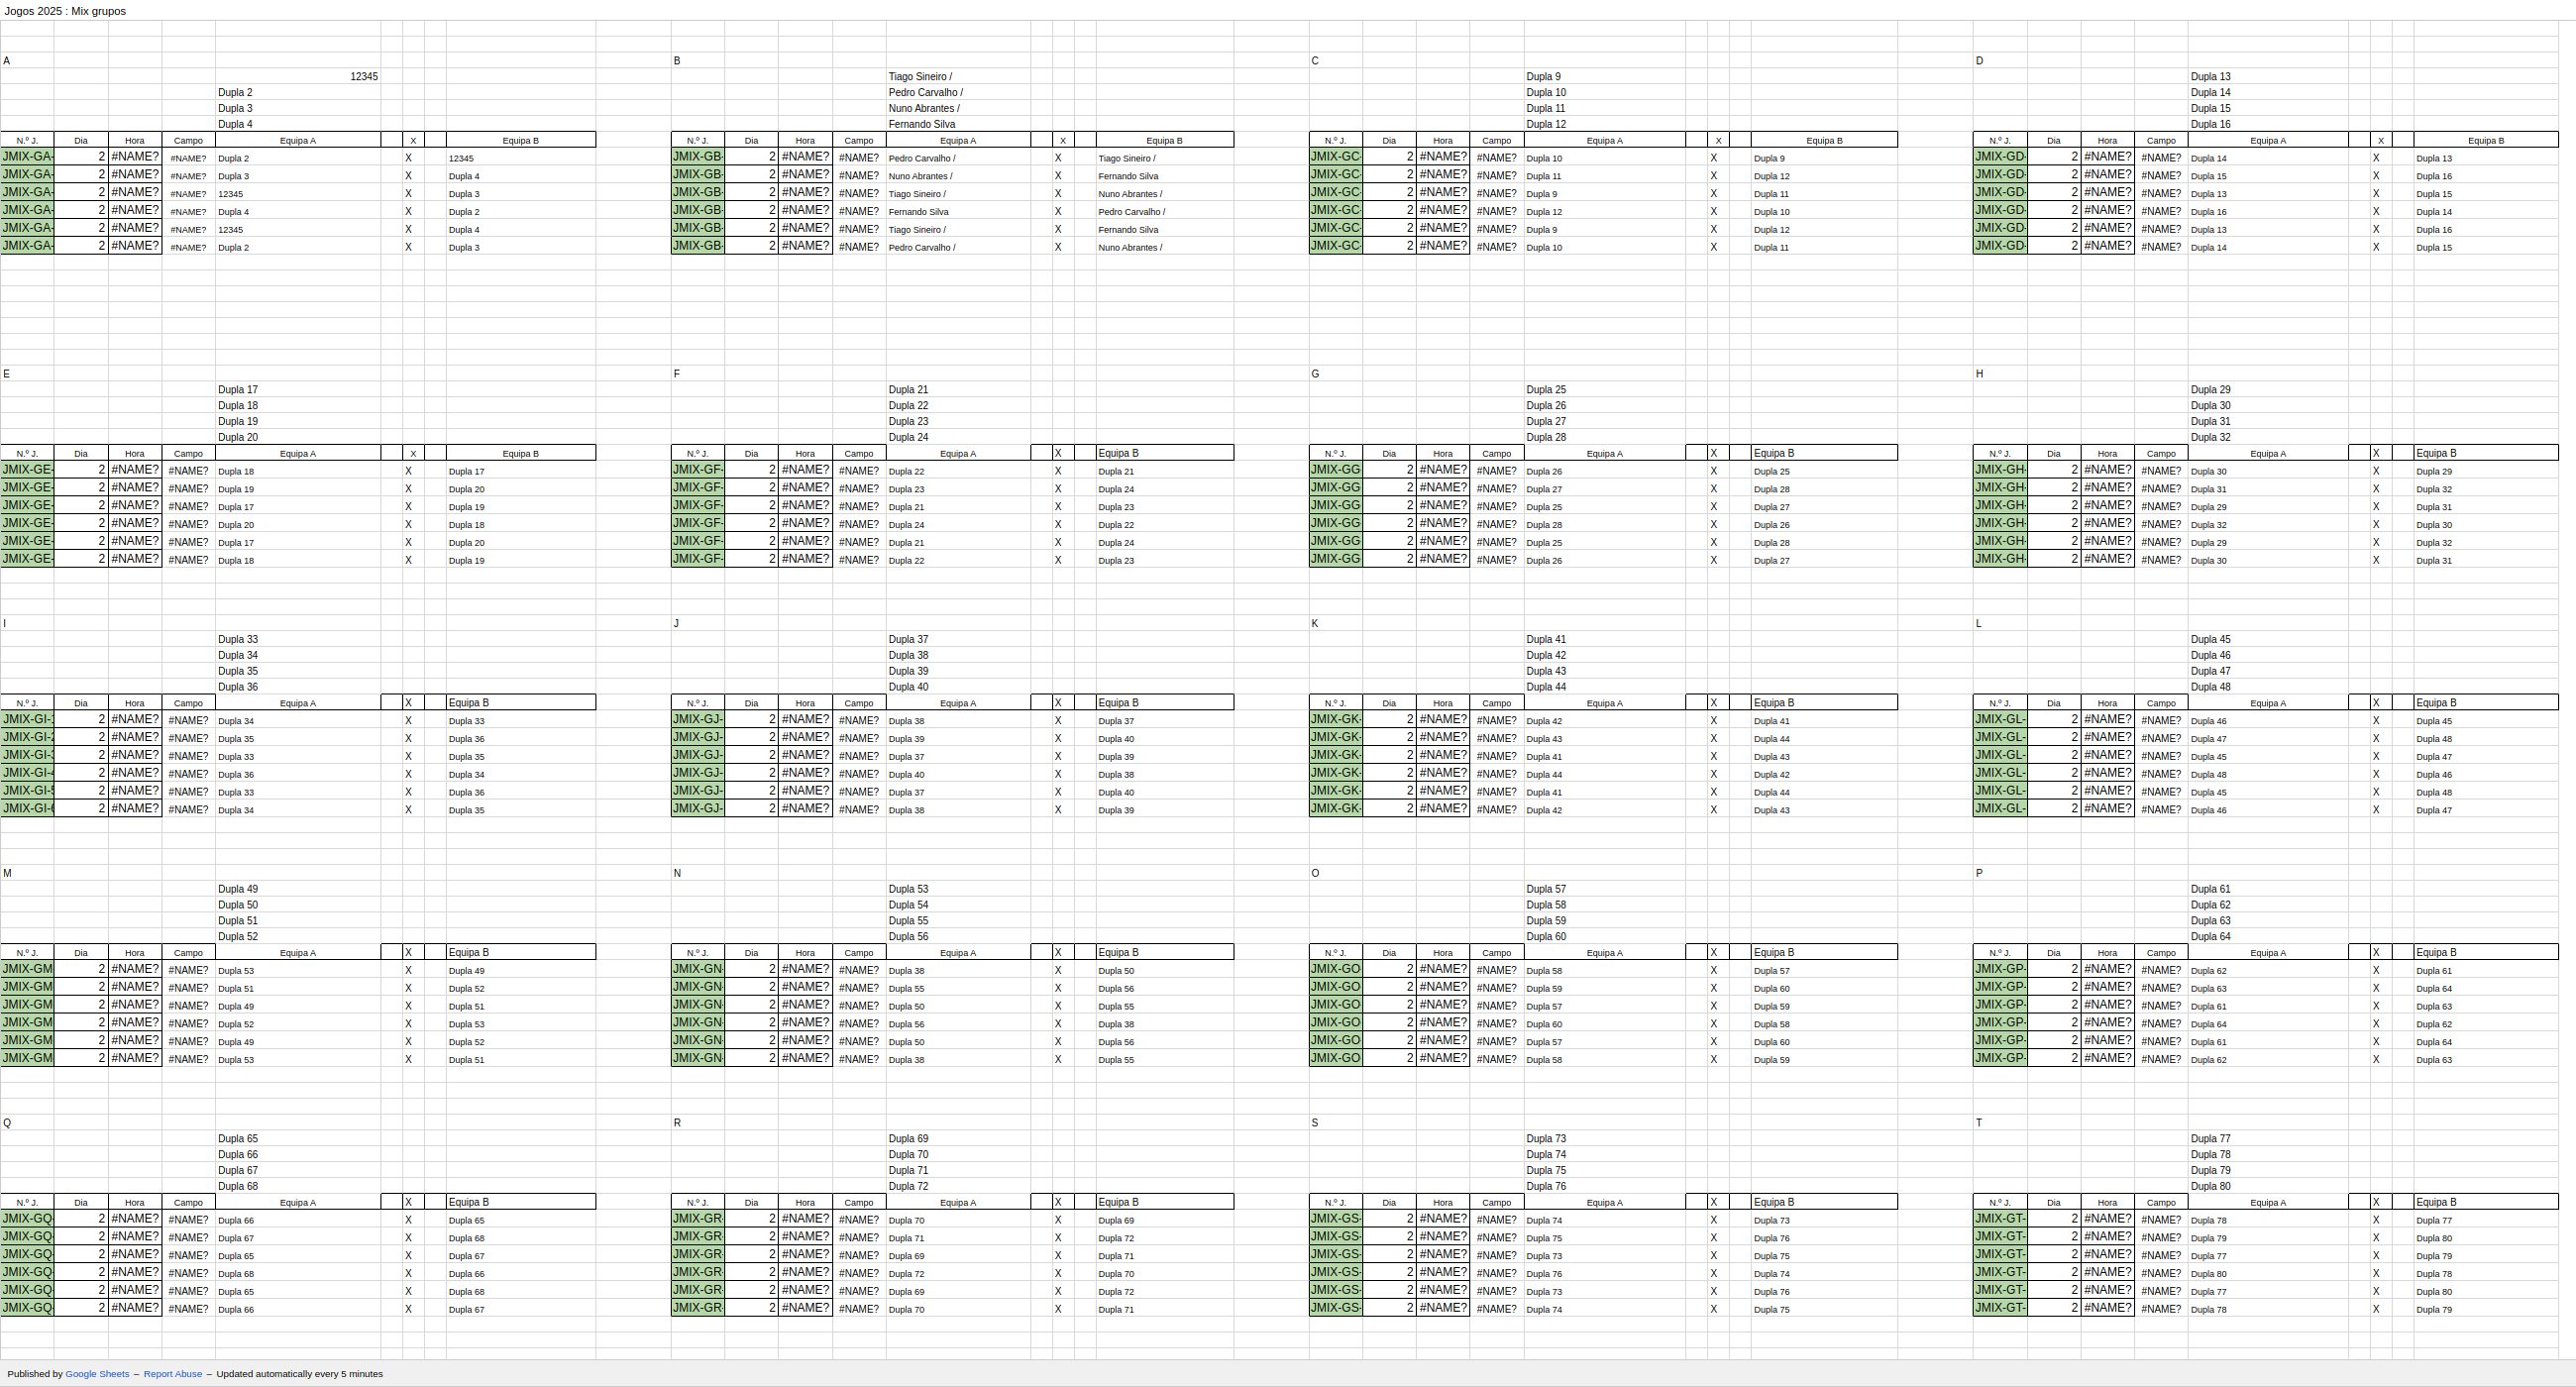 Jogos 2025 : Mix grupos
A B C D
12345 Tiago Sineiro / Dupla 9 Dupla 13
Dupla 2 Pedro Carvalho / Dupla 10 Dupla 14
Dupla 3 Nuno Abrantes / Dupla 11 Dupla 15
Dupla 4 Fernando Silva Dupla 12 Dupla 16
N.º J. Dia Hora Campo Equipa A X Equipa B N.º J. Dia Hora Campo Equipa A X Equipa B N.º J. Dia Hora Campo Equipa A X Equipa B N.º J. Dia Hora Campo Equipa A X Equipa B
JMIX-GA- 2 #NAME? #NAME? Dupla 2 X 12345 JMIX-GB- 2 #NAME? #NAME? Pedro Carvalho / X Tiago Sineiro / JMIX-GC- 2 #NAME? #NAME? Dupla 10 X Dupla 9 JMIX-GD- 2 #NAME? #NAME? Dupla 14 X Dupla 13
JMIX-GA- 2 #NAME? #NAME? Dupla 3 X Dupla 4 JMIX-GB- 2 #NAME? #NAME? Nuno Abrantes / X Fernando Silva JMIX-GC- 2 #NAME? #NAME? Dupla 11 X Dupla 12 JMIX-GD- 2 #NAME? #NAME? Dupla 15 X Dupla 16
JMIX-GA- 2 #NAME? #NAME? 12345 X Dupla 3 JMIX-GB- 2 #NAME? #NAME? Tiago Sineiro / X Nuno Abrantes / JMIX-GC- 2 #NAME? #NAME? Dupla 9 X Dupla 11 JMIX-GD- 2 #NAME? #NAME? Dupla 13 X Dupla 15
JMIX-GA- 2 #NAME? #NAME? Dupla 4 X Dupla 2 JMIX-GB- 2 #NAME? #NAME? Fernando Silva X Pedro Carvalho / JMIX-GC- 2 #NAME? #NAME? Dupla 12 X Dupla 10 JMIX-GD- 2 #NAME? #NAME? Dupla 16 X Dupla 14
JMIX-GA- 2 #NAME? #NAME? 12345 X Dupla 4 JMIX-GB- 2 #NAME? #NAME? Tiago Sineiro / X Fernando Silva JMIX-GC- 2 #NAME? #NAME? Dupla 9 X Dupla 12 JMIX-GD- 2 #NAME? #NAME? Dupla 13 X Dupla 16
JMIX-GA- 2 #NAME? #NAME? Dupla 2 X Dupla 3 JMIX-GB- 2 #NAME? #NAME? Pedro Carvalho / X Nuno Abrantes / JMIX-GC- 2 #NAME? #NAME? Dupla 10 X Dupla 11 JMIX-GD- 2 #NAME? #NAME? Dupla 14 X Dupla 15
E F G H
Dupla 17 Dupla 21 Dupla 25 Dupla 29
Dupla 18 Dupla 22 Dupla 26 Dupla 30
Dupla 19 Dupla 23 Dupla 27 Dupla 31
Dupla 20 Dupla 24 Dupla 28 Dupla 32
N.º J. Dia Hora Campo Equipa A X Equipa B N.º J. Dia Hora Campo Equipa A X Equipa B N.º J. Dia Hora Campo Equipa A X Equipa B N.º J. Dia Hora Campo Equipa A X Equipa B
JMIX-GE- 2 #NAME? #NAME? Dupla 18 X Dupla 17 JMIX-GF- 2 #NAME? #NAME? Dupla 22 X Dupla 21 JMIX-GG 2 #NAME? #NAME? Dupla 26 X Dupla 25 JMIX-GH- 2 #NAME? #NAME? Dupla 30 X Dupla 29
JMIX-GE- 2 #NAME? #NAME? Dupla 19 X Dupla 20 JMIX-GF- 2 #NAME? #NAME? Dupla 23 X Dupla 24 JMIX-GG 2 #NAME? #NAME? Dupla 27 X Dupla 28 JMIX-GH- 2 #NAME? #NAME? Dupla 31 X Dupla 32
JMIX-GE- 2 #NAME? #NAME? Dupla 17 X Dupla 19 JMIX-GF- 2 #NAME? #NAME? Dupla 21 X Dupla 23 JMIX-GG 2 #NAME? #NAME? Dupla 25 X Dupla 27 JMIX-GH- 2 #NAME? #NAME? Dupla 29 X Dupla 31
JMIX-GE- 2 #NAME? #NAME? Dupla 20 X Dupla 18 JMIX-GF- 2 #NAME? #NAME? Dupla 24 X Dupla 22 JMIX-GG 2 #NAME? #NAME? Dupla 28 X Dupla 26 JMIX-GH- 2 #NAME? #NAME? Dupla 32 X Dupla 30
JMIX-GE- 2 #NAME? #NAME? Dupla 17 X Dupla 20 JMIX-GF- 2 #NAME? #NAME? Dupla 21 X Dupla 24 JMIX-GG 2 #NAME? #NAME? Dupla 25 X Dupla 28 JMIX-GH- 2 #NAME? #NAME? Dupla 29 X Dupla 32
JMIX-GE- 2 #NAME? #NAME? Dupla 18 X Dupla 19 JMIX-GF- 2 #NAME? #NAME? Dupla 22 X Dupla 23 JMIX-GG 2 #NAME? #NAME? Dupla 26 X Dupla 27 JMIX-GH- 2 #NAME? #NAME? Dupla 30 X Dupla 31
I J K L
Dupla 33 Dupla 37 Dupla 41 Dupla 45
Dupla 34 Dupla 38 Dupla 42 Dupla 46
Dupla 35 Dupla 39 Dupla 43 Dupla 47
Dupla 36 Dupla 40 Dupla 44 Dupla 48
N.º J. Dia Hora Campo Equipa A X Equipa B N.º J. Dia Hora Campo Equipa A X Equipa B N.º J. Dia Hora Campo Equipa A X Equipa B N.º J. Dia Hora Campo Equipa A X Equipa B
JMIX-GI-1 2 #NAME? #NAME? Dupla 34 X Dupla 33 JMIX-GJ- 2 #NAME? #NAME? Dupla 38 X Dupla 37 JMIX-GK- 2 #NAME? #NAME? Dupla 42 X Dupla 41 JMIX-GL- 2 #NAME? #NAME? Dupla 46 X Dupla 45
JMIX-GI-2 2 #NAME? #NAME? Dupla 35 X Dupla 36 JMIX-GJ- 2 #NAME? #NAME? Dupla 39 X Dupla 40 JMIX-GK- 2 #NAME? #NAME? Dupla 43 X Dupla 44 JMIX-GL- 2 #NAME? #NAME? Dupla 47 X Dupla 48
JMIX-GI-3 2 #NAME? #NAME? Dupla 33 X Dupla 35 JMIX-GJ- 2 #NAME? #NAME? Dupla 37 X Dupla 39 JMIX-GK- 2 #NAME? #NAME? Dupla 41 X Dupla 43 JMIX-GL- 2 #NAME? #NAME? Dupla 45 X Dupla 47
JMIX-GI-4 2 #NAME? #NAME? Dupla 36 X Dupla 34 JMIX-GJ- 2 #NAME? #NAME? Dupla 40 X Dupla 38 JMIX-GK- 2 #NAME? #NAME? Dupla 44 X Dupla 42 JMIX-GL- 2 #NAME? #NAME? Dupla 48 X Dupla 46
JMIX-GI-5 2 #NAME? #NAME? Dupla 33 X Dupla 36 JMIX-GJ- 2 #NAME? #NAME? Dupla 37 X Dupla 40 JMIX-GK- 2 #NAME? #NAME? Dupla 41 X Dupla 44 JMIX-GL- 2 #NAME? #NAME? Dupla 45 X Dupla 48
JMIX-GI-6 2 #NAME? #NAME? Dupla 34 X Dupla 35 JMIX-GJ- 2 #NAME? #NAME? Dupla 38 X Dupla 39 JMIX-GK- 2 #NAME? #NAME? Dupla 42 X Dupla 43 JMIX-GL- 2 #NAME? #NAME? Dupla 46 X Dupla 47
M N O P
Dupla 49 Dupla 53 Dupla 57 Dupla 61
Dupla 50 Dupla 54 Dupla 58 Dupla 62
Dupla 51 Dupla 55 Dupla 59 Dupla 63
Dupla 52 Dupla 56 Dupla 60 Dupla 64
N.º J. Dia Hora Campo Equipa A X Equipa B N.º J. Dia Hora Campo Equipa A X Equipa B N.º J. Dia Hora Campo Equipa A X Equipa B N.º J. Dia Hora Campo Equipa A X Equipa B
JMIX-GM 2 #NAME? #NAME? Dupla 53 X Dupla 49 JMIX-GN- 2 #NAME? #NAME? Dupla 38 X Dupla 50 JMIX-GO 2 #NAME? #NAME? Dupla 58 X Dupla 57 JMIX-GP- 2 #NAME? #NAME? Dupla 62 X Dupla 61
JMIX-GM 2 #NAME? #NAME? Dupla 51 X Dupla 52 JMIX-GN- 2 #NAME? #NAME? Dupla 55 X Dupla 56 JMIX-GO 2 #NAME? #NAME? Dupla 59 X Dupla 60 JMIX-GP- 2 #NAME? #NAME? Dupla 63 X Dupla 64
JMIX-GM 2 #NAME? #NAME? Dupla 49 X Dupla 51 JMIX-GN- 2 #NAME? #NAME? Dupla 50 X Dupla 55 JMIX-GO 2 #NAME? #NAME? Dupla 57 X Dupla 59 JMIX-GP- 2 #NAME? #NAME? Dupla 61 X Dupla 63
JMIX-GM 2 #NAME? #NAME? Dupla 52 X Dupla 53 JMIX-GN- 2 #NAME? #NAME? Dupla 56 X Dupla 38 JMIX-GO 2 #NAME? #NAME? Dupla 60 X Dupla 58 JMIX-GP- 2 #NAME? #NAME? Dupla 64 X Dupla 62
JMIX-GM 2 #NAME? #NAME? Dupla 49 X Dupla 52 JMIX-GN- 2 #NAME? #NAME? Dupla 50 X Dupla 56 JMIX-GO 2 #NAME? #NAME? Dupla 57 X Dupla 60 JMIX-GP- 2 #NAME? #NAME? Dupla 61 X Dupla 64
JMIX-GM 2 #NAME? #NAME? Dupla 53 X Dupla 51 JMIX-GN- 2 #NAME? #NAME? Dupla 38 X Dupla 55 JMIX-GO 2 #NAME? #NAME? Dupla 58 X Dupla 59 JMIX-GP- 2 #NAME? #NAME? Dupla 62 X Dupla 63
Q R S T
Dupla 65 Dupla 69 Dupla 73 Dupla 77
Dupla 66 Dupla 70 Dupla 74 Dupla 78
Dupla 67 Dupla 71 Dupla 75 Dupla 79
Dupla 68 Dupla 72 Dupla 76 Dupla 80
N.º J. Dia Hora Campo Equipa A X Equipa B N.º J. Dia Hora Campo Equipa A X Equipa B N.º J. Dia Hora Campo Equipa A X Equipa B N.º J. Dia Hora Campo Equipa A X Equipa B
JMIX-GQ- 2 #NAME? #NAME? Dupla 66 X Dupla 65 JMIX-GR- 2 #NAME? #NAME? Dupla 70 X Dupla 69 JMIX-GS- 2 #NAME? #NAME? Dupla 74 X Dupla 73 JMIX-GT- 2 #NAME? #NAME? Dupla 78 X Dupla 77
JMIX-GQ- 2 #NAME? #NAME? Dupla 67 X Dupla 68 JMIX-GR- 2 #NAME? #NAME? Dupla 71 X Dupla 72 JMIX-GS- 2 #NAME? #NAME? Dupla 75 X Dupla 76 JMIX-GT- 2 #NAME? #NAME? Dupla 79 X Dupla 80
JMIX-GQ- 2 #NAME? #NAME? Dupla 65 X Dupla 67 JMIX-GR- 2 #NAME? #NAME? Dupla 69 X Dupla 71 JMIX-GS- 2 #NAME? #NAME? Dupla 73 X Dupla 75 JMIX-GT- 2 #NAME? #NAME? Dupla 77 X Dupla 79
JMIX-GQ- 2 #NAME? #NAME? Dupla 68 X Dupla 66 JMIX-GR- 2 #NAME? #NAME? Dupla 72 X Dupla 70 JMIX-GS- 2 #NAME? #NAME? Dupla 76 X Dupla 74 JMIX-GT- 2 #NAME? #NAME? Dupla 80 X Dupla 78
JMIX-GQ- 2 #NAME? #NAME? Dupla 65 X Dupla 68 JMIX-GR- 2 #NAME? #NAME? Dupla 69 X Dupla 72 JMIX-GS- 2 #NAME? #NAME? Dupla 73 X Dupla 76 JMIX-GT- 2 #NAME? #NAME? Dupla 77 X Dupla 80
JMIX-GQ- 2 #NAME? #NAME? Dupla 66 X Dupla 67 JMIX-GR- 2 #NAME? #NAME? Dupla 70 X Dupla 71 JMIX-GS- 2 #NAME? #NAME? Dupla 74 X Dupla 75 JMIX-GT- 2 #NAME? #NAME? Dupla 78 X Dupla 79
Published by Google Sheets – Report Abuse – Updated automatically every 5 minutes